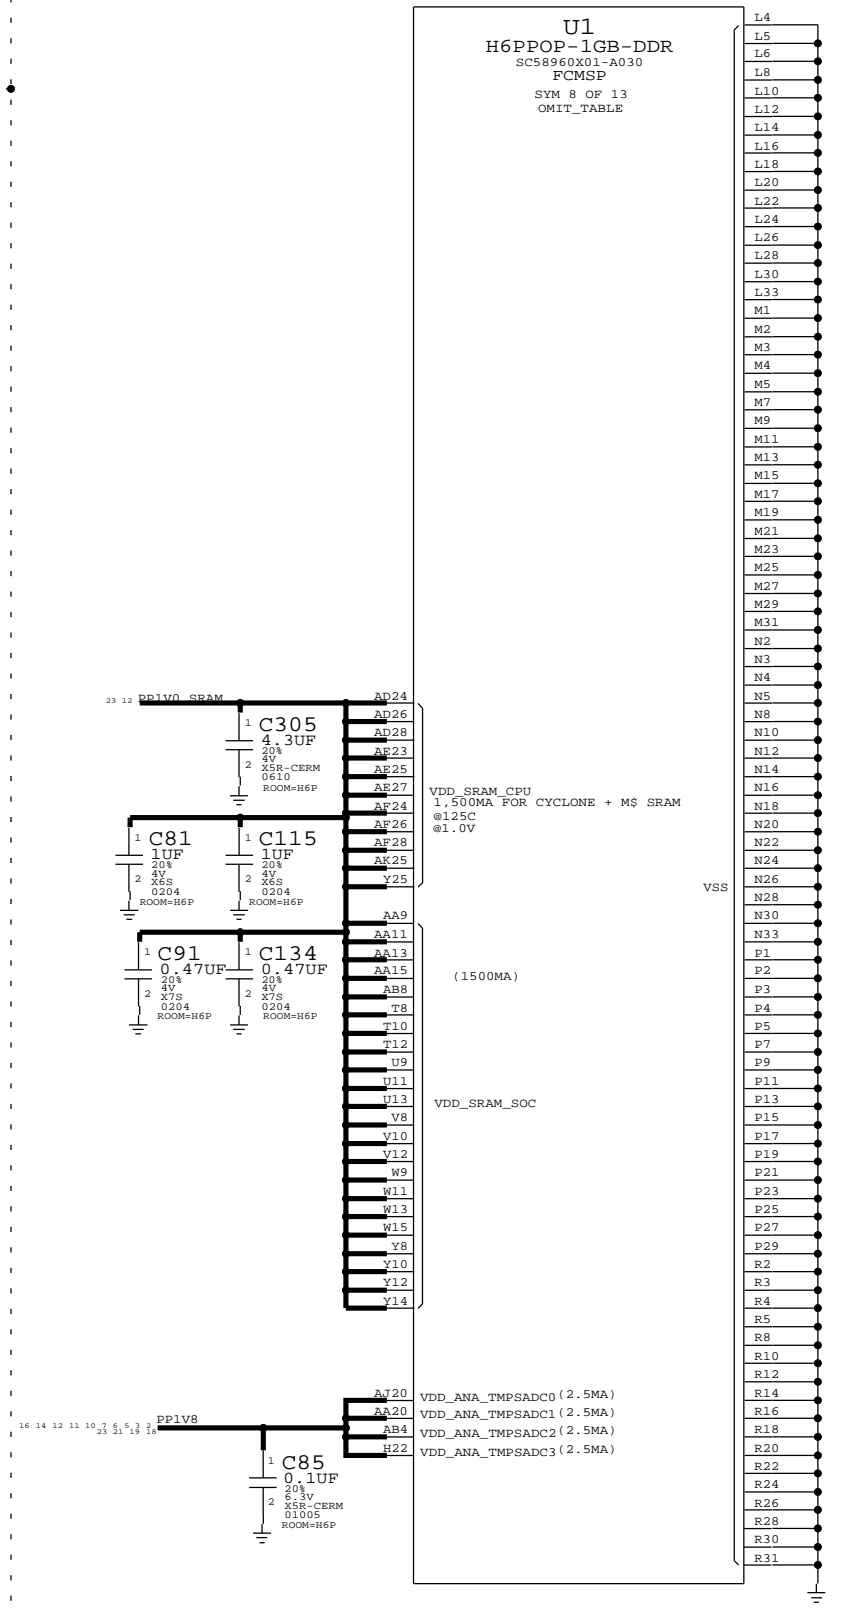 U1
H6PPOP-1GB-DDR
SC58960X01-A030
FCMSP
SYM 8 OF 13
OMIT_TABLE
L4
L5
L6
L8
L10
L12
L14
L16
L18
L20
L22
L24
L26
L28
L30
L33
M1
M2
M3
M4
M5
M7
M9
M11
M13
M15
M17
M19
M21
M23
M25
M27
M29
M31
N2
N3
N4
N5
N8
N10
N12
N14
N16
N18
N20
N22
N24
N26
N28
N30
N33
P1
P2
P3
P4
P5
P7
P9
P11
P13
P15
P17
P19
P21
P23
P25
P27
P29
R2
R3
R4
R5
R8
R10
R12
R14
R16
R18
R20
R22
R24
R26
R28
R30
R31
VSS
23 12 PP1V0_SRAM
1 C305
4.3UF
20%
4V
2 X5R-CERM
0610
ROOM=H6P
1 C81
1UF
20%
4V
2 X6S
0204
ROOM=H6P
1 C115
1UF
20%
4V
2 X6S
0204
ROOM=H6P
1 C91
0.47UF
20%
4V
2 X7S
0204
ROOM=H6P
1 C134
0.47UF
20%
4V
2 X7S
0204
ROOM=H6P
AD24
AD26
AD28
AE23
AE25
AE27
AF24
AF26
AF28
AK25
Y25
VDD_SRAM_CPU
1,500MA FOR CYCLONE + M$ SRAM
@125C
@1.0V
AA9
AA11
AA13
AA15
AB8
T8
T10
T12
U9
U11
U13
V8
V10
V12
W9
W11
W13
W15
Y8
Y10
Y12
Y14
(1500MA)
VDD_SRAM_SOC
16 14 12 11 10 7 6 5 3 2 PP1V8
23 21 19 18
AJ20 VDD_ANA_TMPSADC0 (2.5MA)
AA20 VDD_ANA_TMPSADC1 (2.5MA)
AB4 VDD_ANA_TMPSADC2 (2.5MA)
H22 VDD_ANA_TMPSADC3 (2.5MA)
1 C85
0.1UF
20%
6.3V
2 X5R-CERM
01005
ROOM=H6P